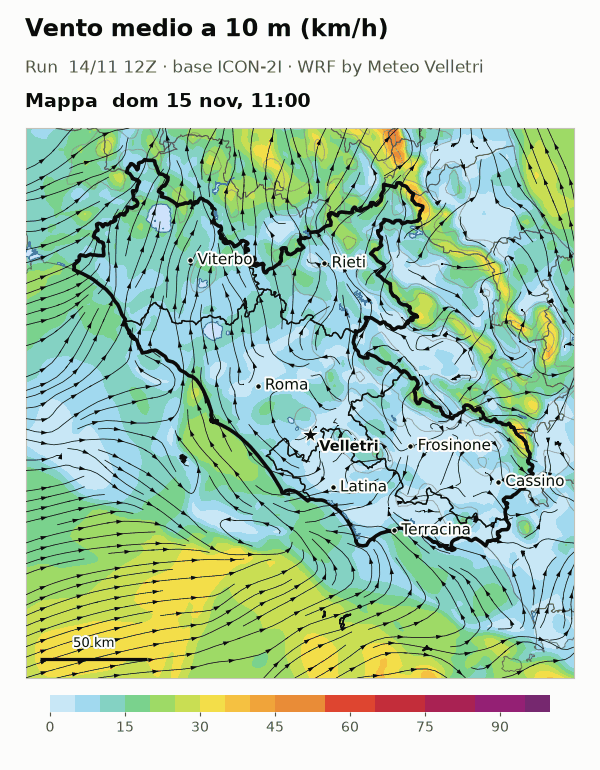 Vento medio a 10 m (km/h)
Run 14/11 12Z · base ICON-2I · WRF by Meteo Velletri
Mappa dom 15 nov, 11:00
Viterbo
Rieti
Roma
Velletri
Frosinone
Cassino
Latina
Terracina
50 km
0 15 30 45 60 75 90